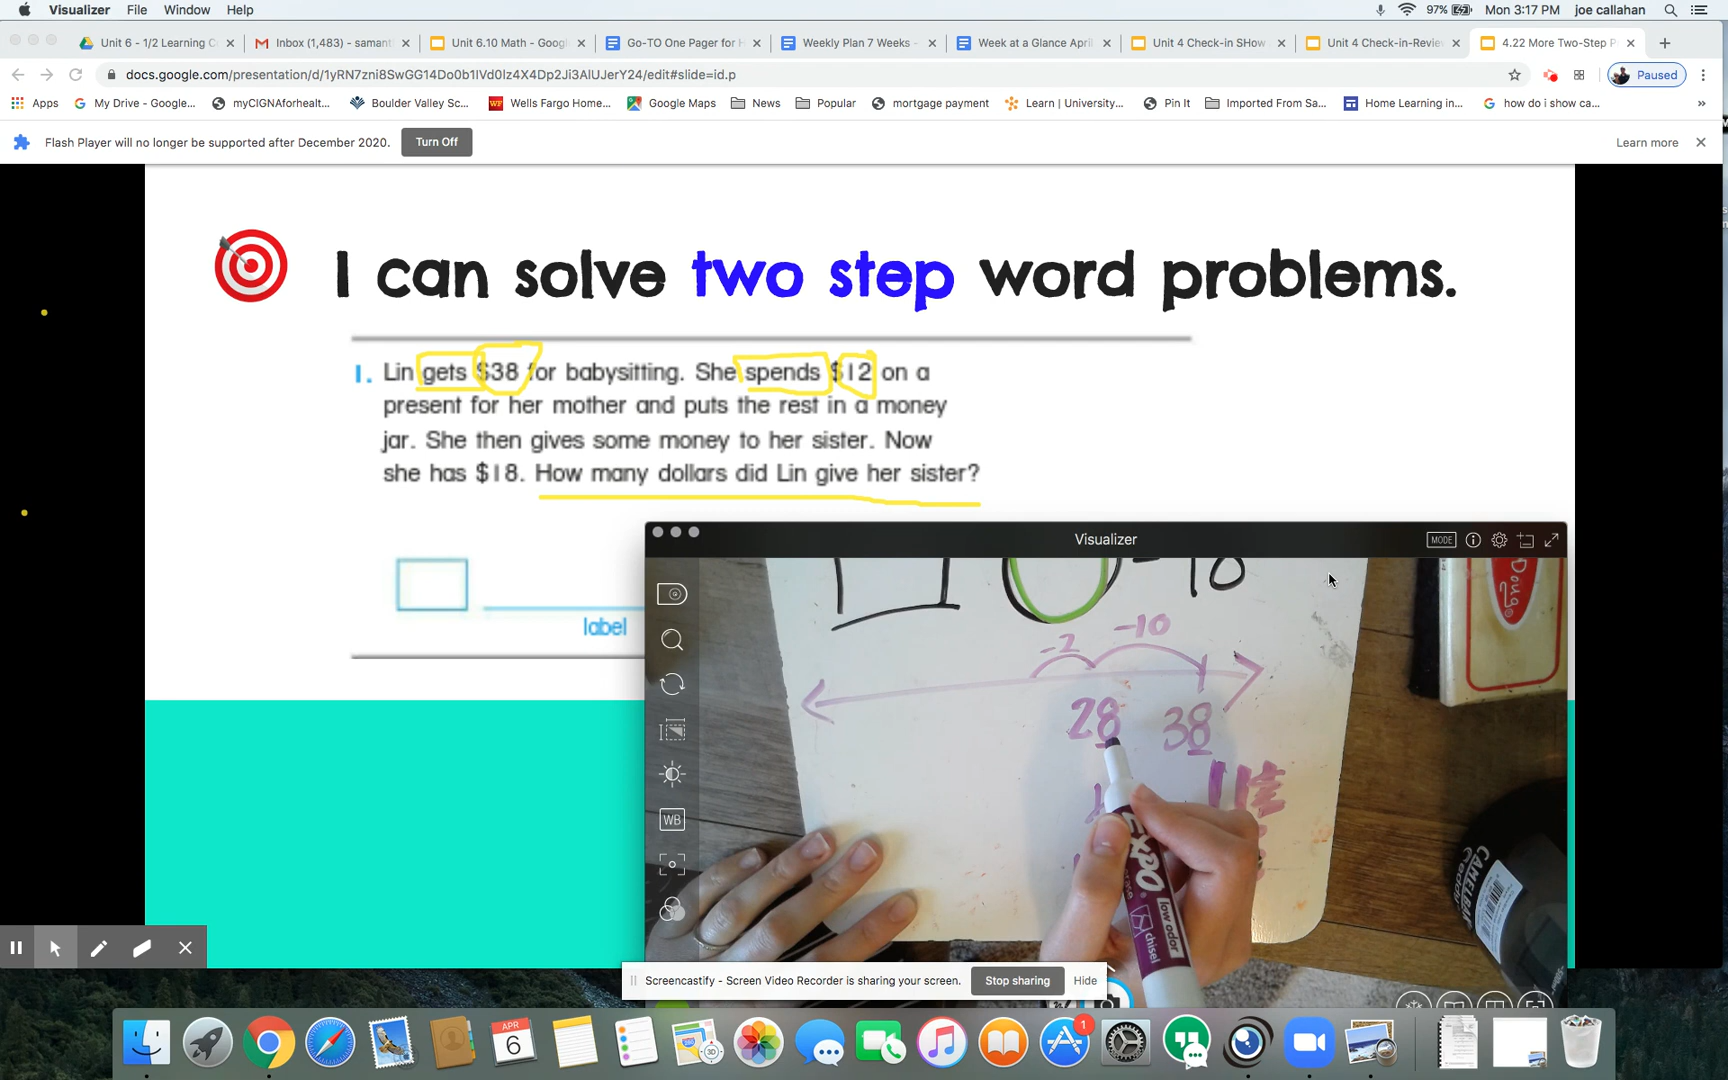 Visualizer File Window Help 97% Mon 3:17 PM joe callahan
Unit 6 - 1/2 Learning C Inbox (1,483) - samant Unit 6.10 Math - Googl Go-TO One Pager for H Weekly Plan 7 Weeks - Week at a Glance April Unit 4 Check-in SHow Unit 4 Check-in-Revie 4.22 More Two-Step P
docs.google.com/presentation/d/1yRN7zni8SwGG14Do0b1lVd0Iz4X4Dp2Ji3AlUJerY24/edit#slide=id.p Paused
Apps My Drive - Google... myCIGNAforhealt... Boulder Valley Sc... WF Wells Fargo Home... Google Maps News Popular mortgage payment Learn | University... Pin It Imported From Sa... Home Learning in... how do i show ca... »
Flash Player will no longer be supported after December 2020. Turn Off Learn more
I can solve two step word problems.
1. Lin gets $38 for babysitting. She spends $12 on a
present for her mother and puts the rest in a money
jar. She then gives some money to her sister. Now
she has $18. How many dollars did Lin give her sister?
label
Visualizer
MODE
WB
18
-2 -10
28 38
Doug
EXPO
low odor
chisel
CAMELBAK
Screencastify - Screen Video Recorder is sharing your screen. Stop sharing Hide
APR
6
3D
1